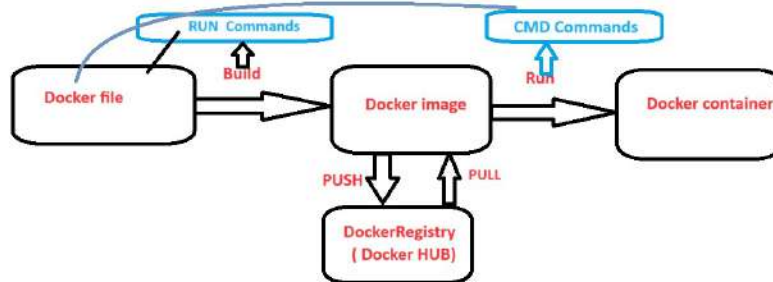 RUN Commands
CMD Commands
Build
Run
Docker file
Docker image
Docker container
PUSH
PULL
DockerRegistry
( Docker HUB)